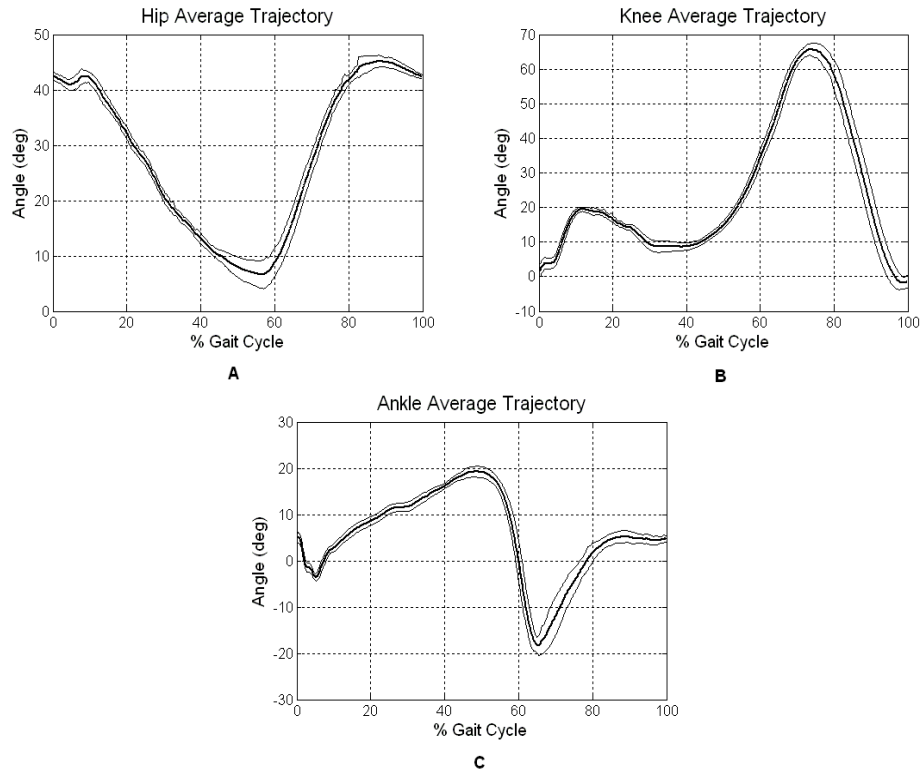 Hip Average Trajectory
50
40
30
20
10
0
Angle (deg)
0 20 40 60 80 100
% Gait Cycle
A
Knee Average Trajectory
70
60
50
40
30
20
10
0
-10
Angle (deg)
0 20 40 60 80 100
% Gait Cycle
B
Ankle Average Trajectory
30
20
10
0
-10
-20
-30
Angle (deg)
0 20 40 60 80 100
% Gait Cycle
C